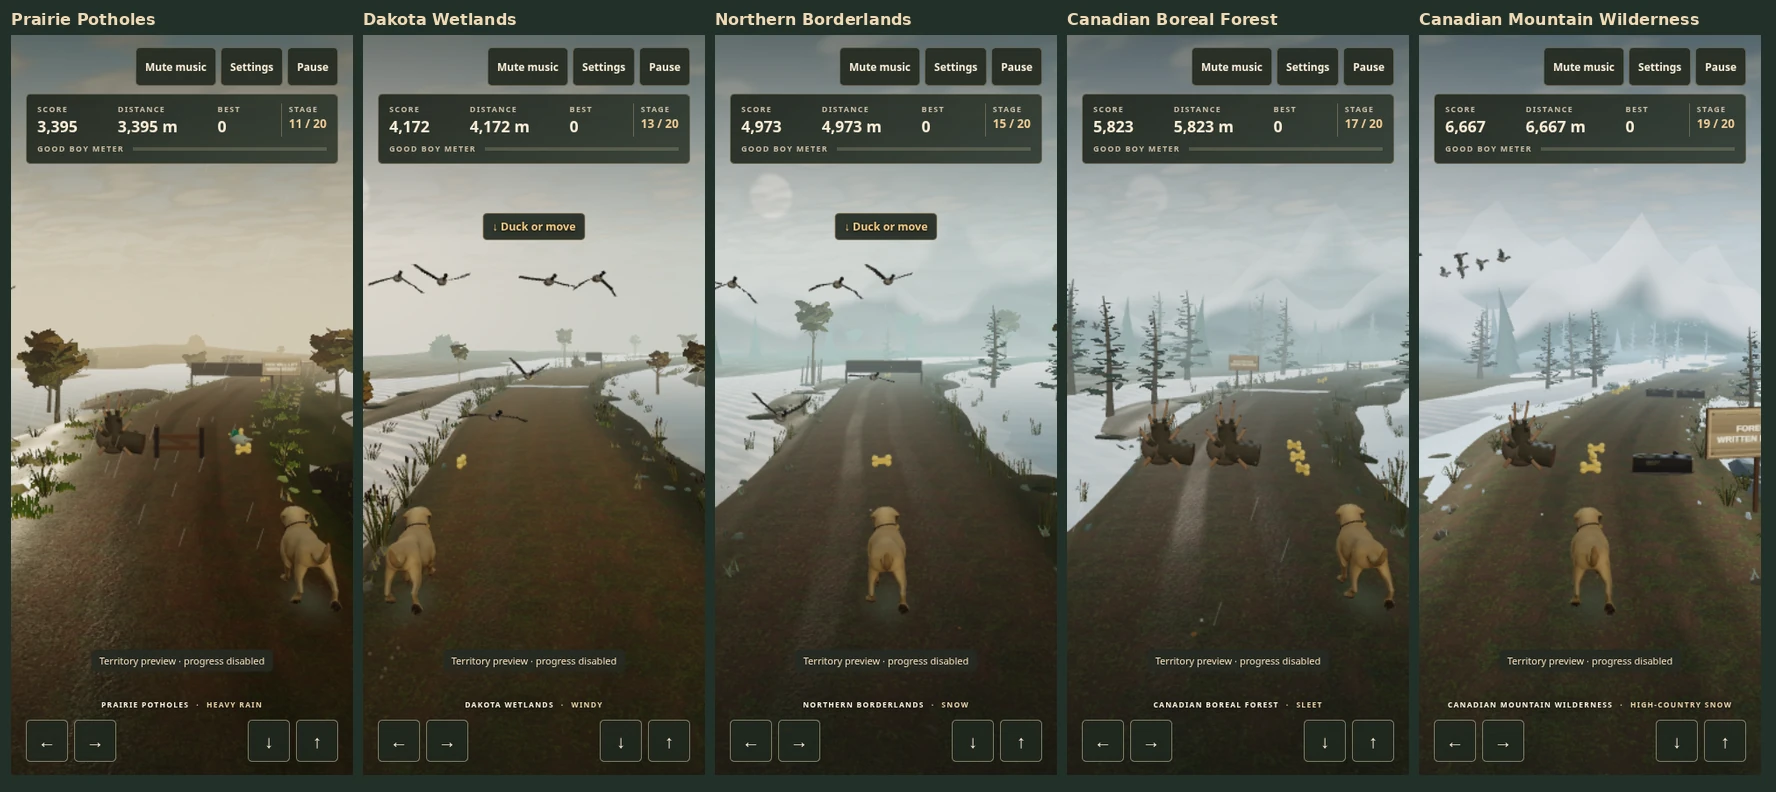 Prairie Potholes
Mute music
Settings
Pause
SCORE
DISTANCE
BEST
STAGE
3,395
3,395 m
0
11 / 20
GOOD BOY METER
Territory preview · progress disabled
PRAIRIE POTHOLES · HEAVY RAIN
← → ↓ ↑
Dakota Wetlands
Mute music
Settings
Pause
SCORE
DISTANCE
BEST
STAGE
4,172
4,172 m
0
13 / 20
GOOD BOY METER
↓ Duck or move
Territory preview · progress disabled
DAKOTA WETLANDS · WINDY
← → ↓ ↑
Northern Borderlands
Mute music
Settings
Pause
SCORE
DISTANCE
BEST
STAGE
4,973
4,973 m
0
15 / 20
GOOD BOY METER
↓ Duck or move
Territory preview · progress disabled
NORTHERN BORDERLANDS · SNOW
← → ↓ ↑
Canadian Boreal Forest
Mute music
Settings
Pause
SCORE
DISTANCE
BEST
STAGE
5,823
5,823 m
0
17 / 20
GOOD BOY METER
Territory preview · progress disabled
CANADIAN BOREAL FOREST · SLEET
← → ↓ ↑
Canadian Mountain Wilderness
Mute music
Settings
Pause
SCORE
DISTANCE
BEST
STAGE
6,667
6,667 m
0
19 / 20
GOOD BOY METER
FORE
WRITTEN
Territory preview · progress disabled
CANADIAN MOUNTAIN WILDERNESS · HIGH-COUNTRY SNOW
← → ↓ ↑